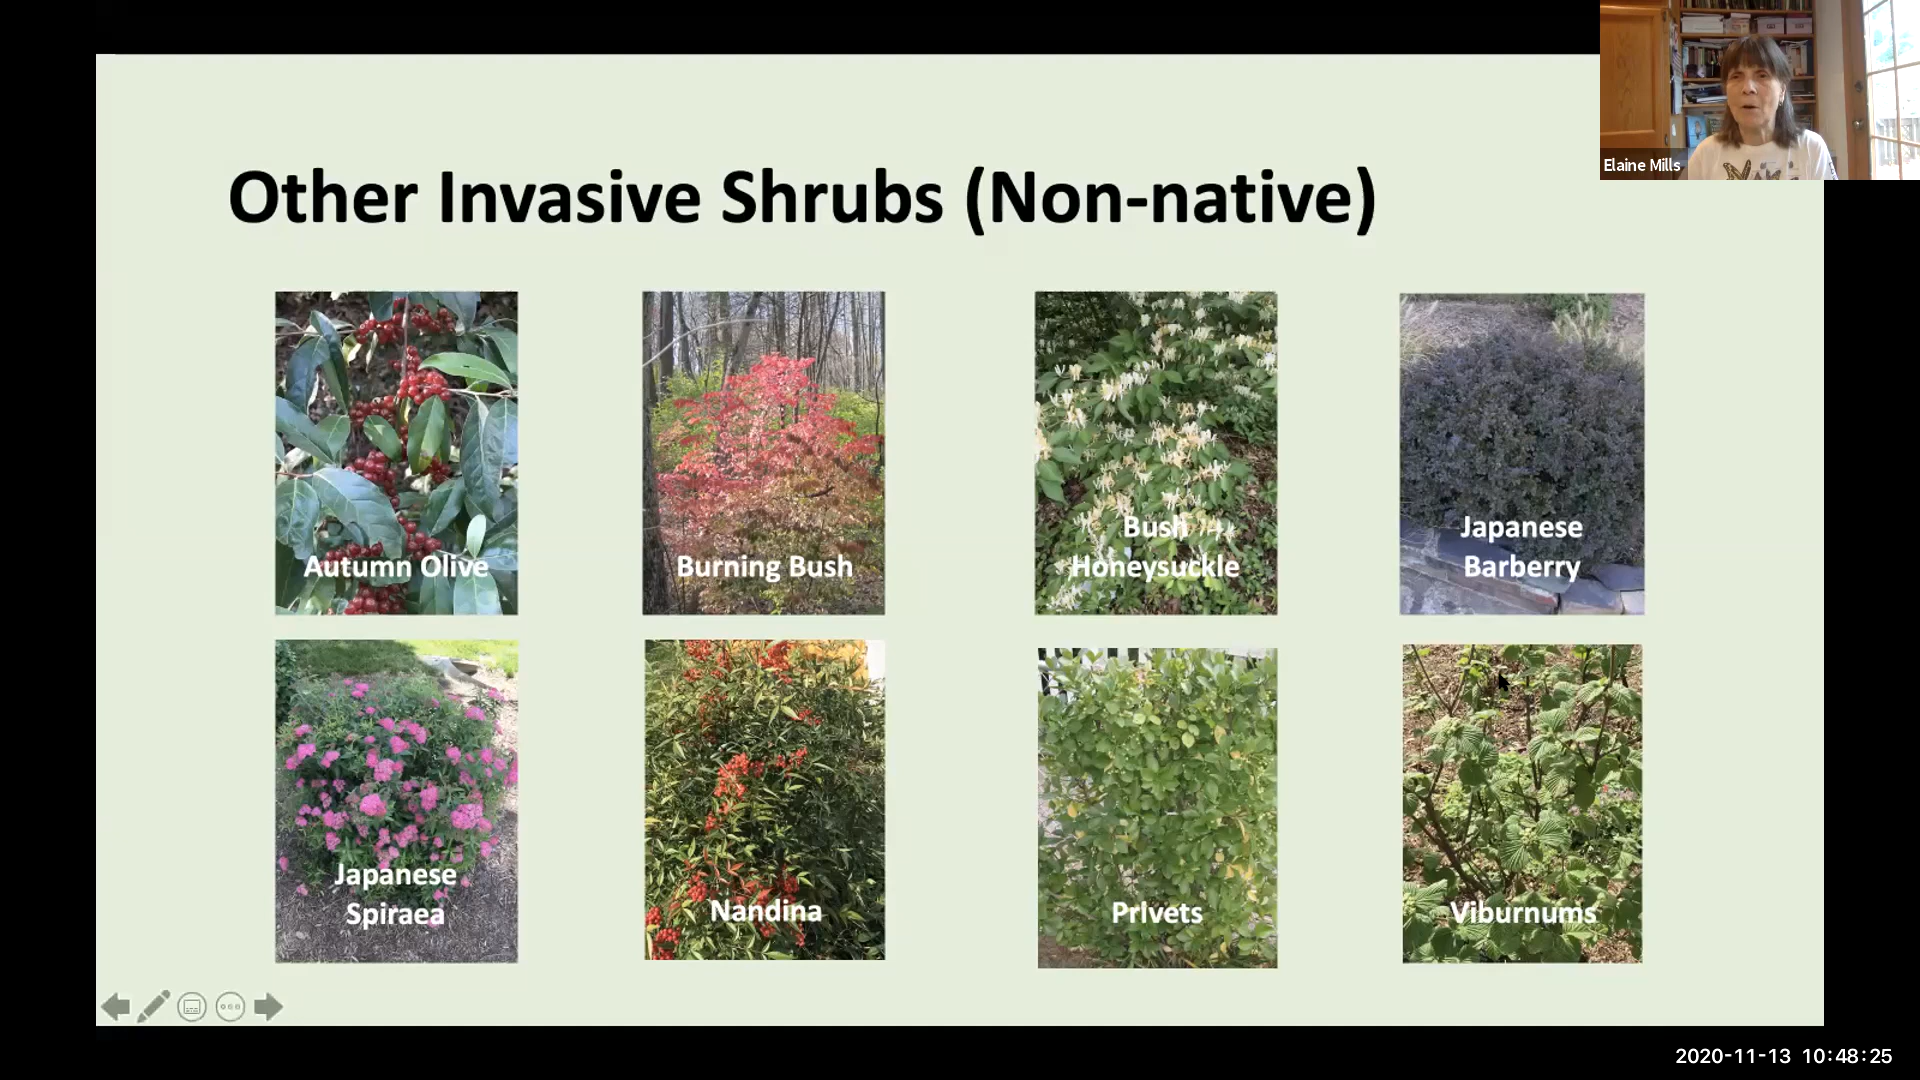 Elaine Mills
Other Invasive Shrubs (Non-native)
Autumn Olive
Burning Bush
Bush
Honeysuckle
Japanese
Barberry
Japanese
Spiraea
Nandina
Privets
Viburnums
2020-11-13 10:48:25